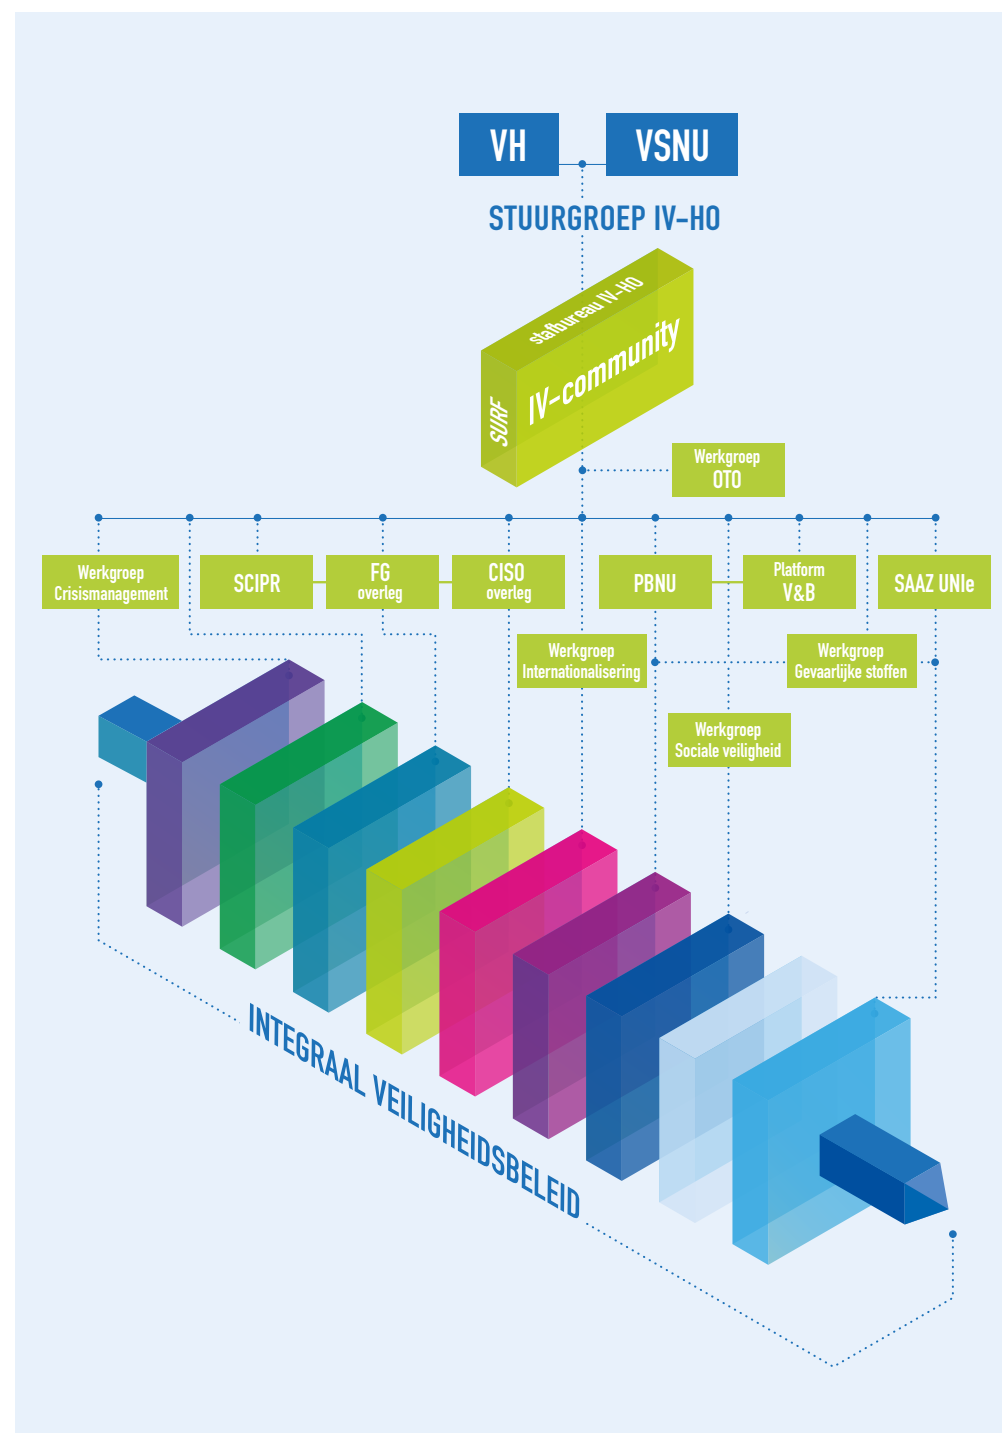 VH
VSNU
STUURGROEP IV-HO
stafbureau IV-HO
IV-community
SURF
Werkgroep
OTO
Werkgroep
Crisismanagement
SCIPR
FG
overleg
CISO
overleg
PBNU
Platform
V&B
SAAZ UNIe
Werkgroep
Internationalisering
Werkgroep
Gevaarlijke stoffen
Werkgroep
Sociale veiligheid
INTEGRAAL VEILIGHEIDSBELEID